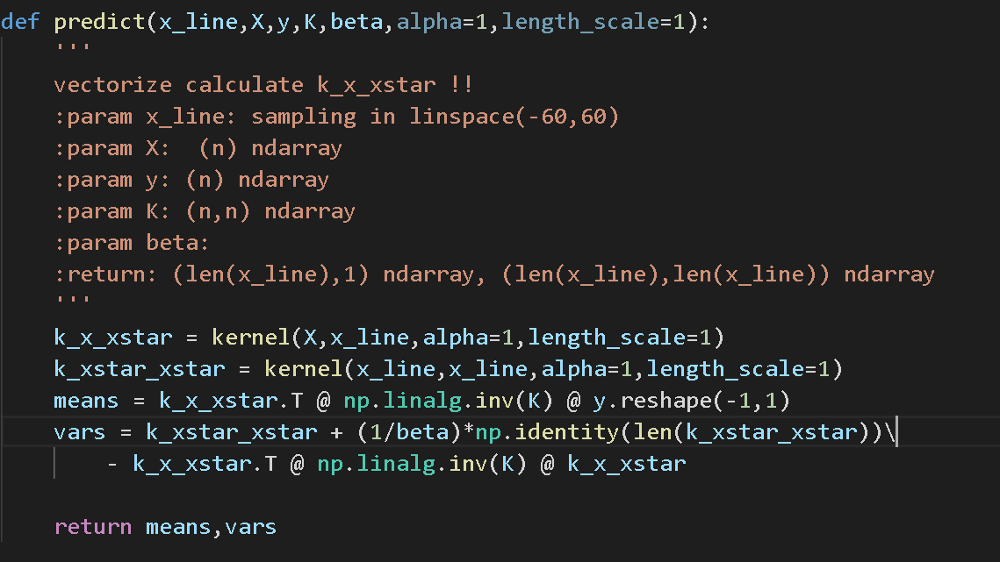 def predict(x_line,X,y,K,beta,alpha=1,length_scale=1):
    '''
    vectorize calculate k_x_xstar !!
    :param x_line: sampling in linspace(-60,60)
    :param X:  (n) ndarray
    :param y: (n) ndarray
    :param K: (n,n) ndarray
    :param beta:
    :return: (len(x_line),1) ndarray, (len(x_line),len(x_line)) ndarray
    '''
    k_x_xstar = kernel(X,x_line,alpha=1,length_scale=1)
    k_xstar_xstar = kernel(x_line,x_line,alpha=1,length_scale=1)
    means = k_x_xstar.T @ np.linalg.inv(K) @ y.reshape(-1,1)
    vars = k_xstar_xstar + (1/beta)*np.identity(len(k_xstar_xstar))\
        - k_x_xstar.T @ np.linalg.inv(K) @ k_x_xstar
    return means,vars